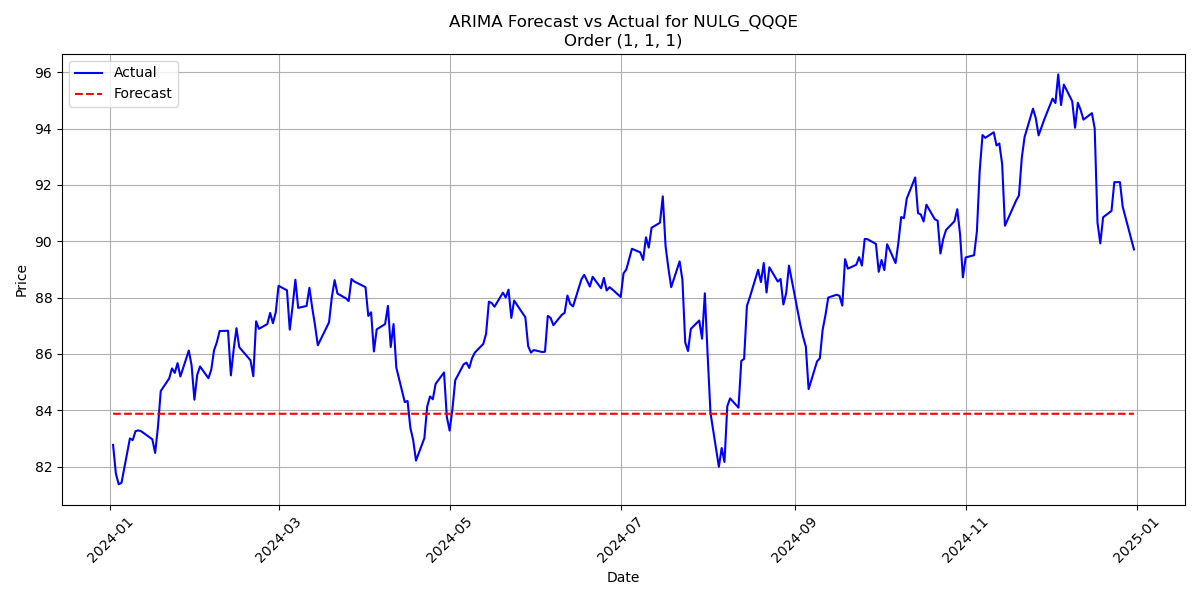 ARIMA Forecast vs Actual for NULG_QQQE
Order (1, 1, 1)
Actual
Forecast
Price
96
94
92
90
88
86
84
82
2024-01
2024-03
2024-05
2024-07
2024-09
2024-11
2025-01
Date